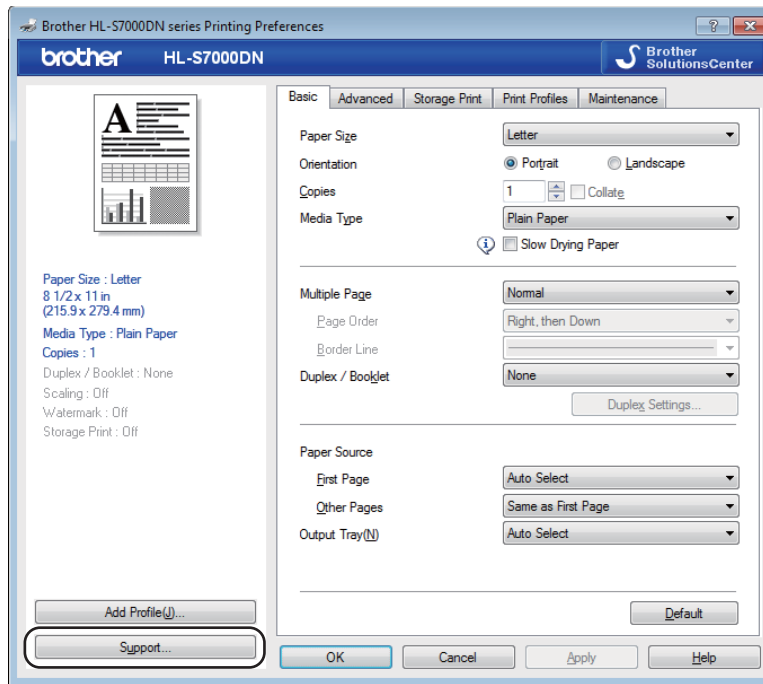 Brother HL-S7000DN series Printing Preferences
brother HL-S7000DN
Brother
SolutionsCenter
A
Paper Size : Letter
8 1/2 x 11 in
(215.9 x 279.4 mm)
Media Type : Plain Paper
Copies : 1
Duplex / Booklet : None
Scaling : Off
Watermark : Off
Storage Print : Off
Add Profile(J)...
Support...
Basic Advanced Storage Print Print Profiles Maintenance
Paper Size Letter
Orientation Portrait Landscape
Copies 1 Collate
Media Type Plain Paper
Slow Drying Paper
Multiple Page Normal
Page Order Right, then Down
Border Line
Duplex / Booklet None
Duplex Settings...
Paper Source
First Page Auto Select
Other Pages Same as First Page
Output Tray(N) Auto Select
Default
OK Cancel Apply Help